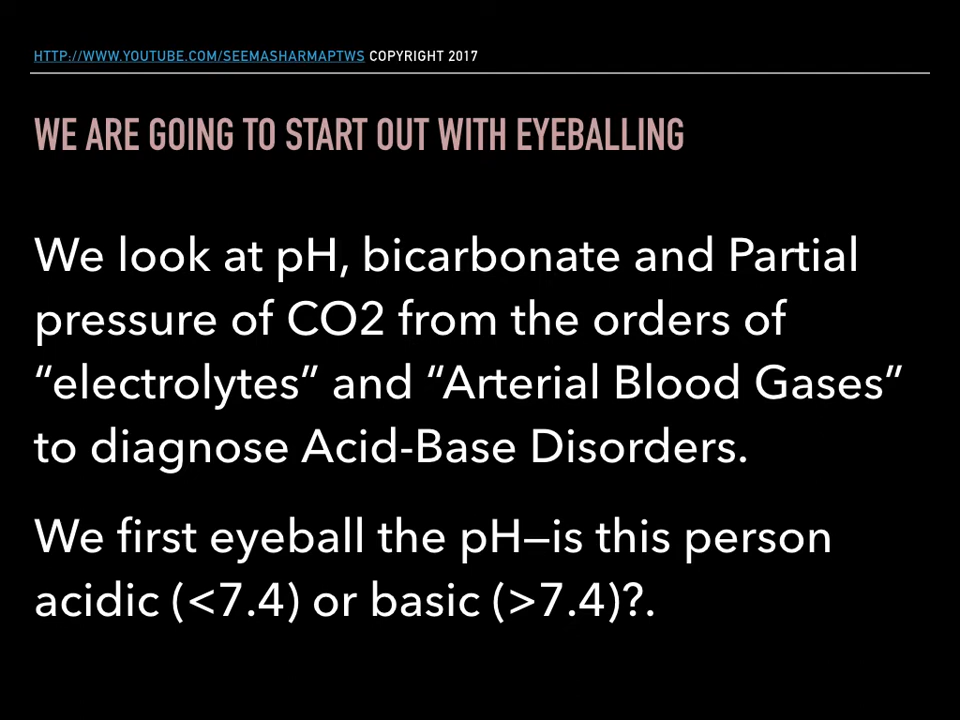 HTTP://WWW.YOUTUBE.COM/SEEMASHARMAPTWS COPYRIGHT 2017
WE ARE GOING TO START OUT WITH EYEBALLING
We look at pH, bicarbonate and Partial
pressure of CO2 from the orders of
“electrolytes” and “Arterial Blood Gases”
to diagnose Acid-Base Disorders.
We first eyeball the pH—is this person
acidic (<7.4) or basic (>7.4)?.